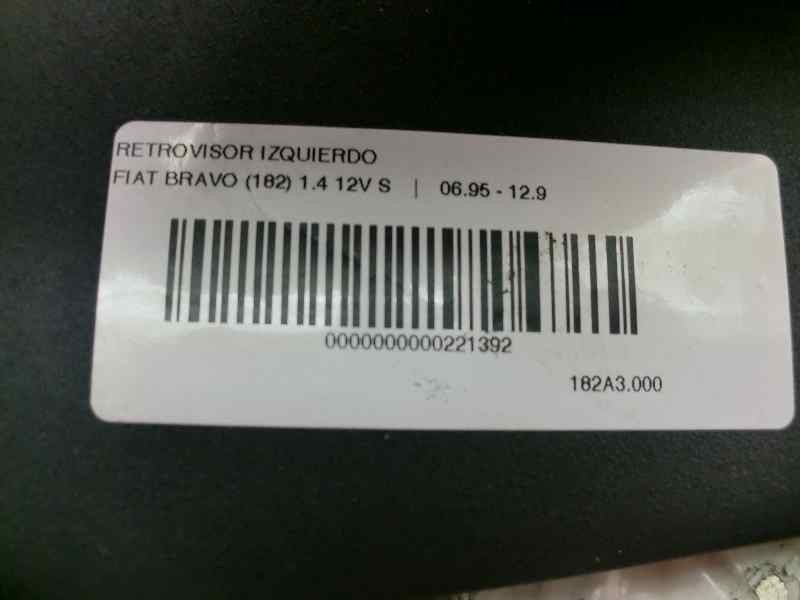 RETROVISOR IZQUIERDO
FIAT BRAVO (182) 1.4 12V S | 06.95 - 12.9
0000000000221392
182A3.000